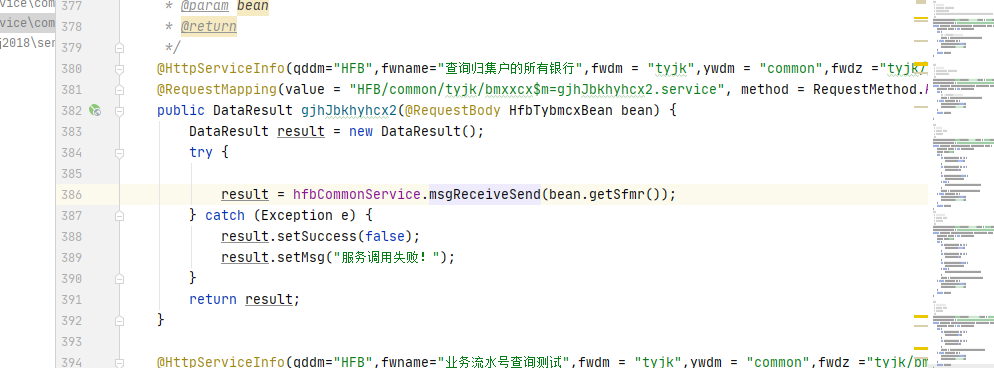 vice\com
vice\com
j2018\ser
377 * @param bean
378 * @return
379 */
380 @HttpServiceInfo(qddm="HFB",fwname="查询归集户的所有银行",fwdm = "tyjk",ywdm = "common",fwdz ="tyjk/
381 @RequestMapping(value = "HFB/common/tyjk/bmxxcx$m=gjhJbkhyhcx2.service", method = RequestMethod.
382 public DataResult gjhJbkhyhcx2(@RequestBody HfbTybmcxBean bean) {
383 DataResult result = new DataResult();
384 try {
385
386 result = hfbCommonService.msgReceiveSend(bean.getSfmr());
387 } catch (Exception e) {
388 result.setSuccess(false);
389 result.setMsg("服务调用失败！");
390 }
391 return result;
392 }
393
394 @HttpServiceInfo(qddm="HFB",fwname="业务流水号查询测试",fwdm = "tyjk",ywdm = "common",fwdz ="tyjk/bm